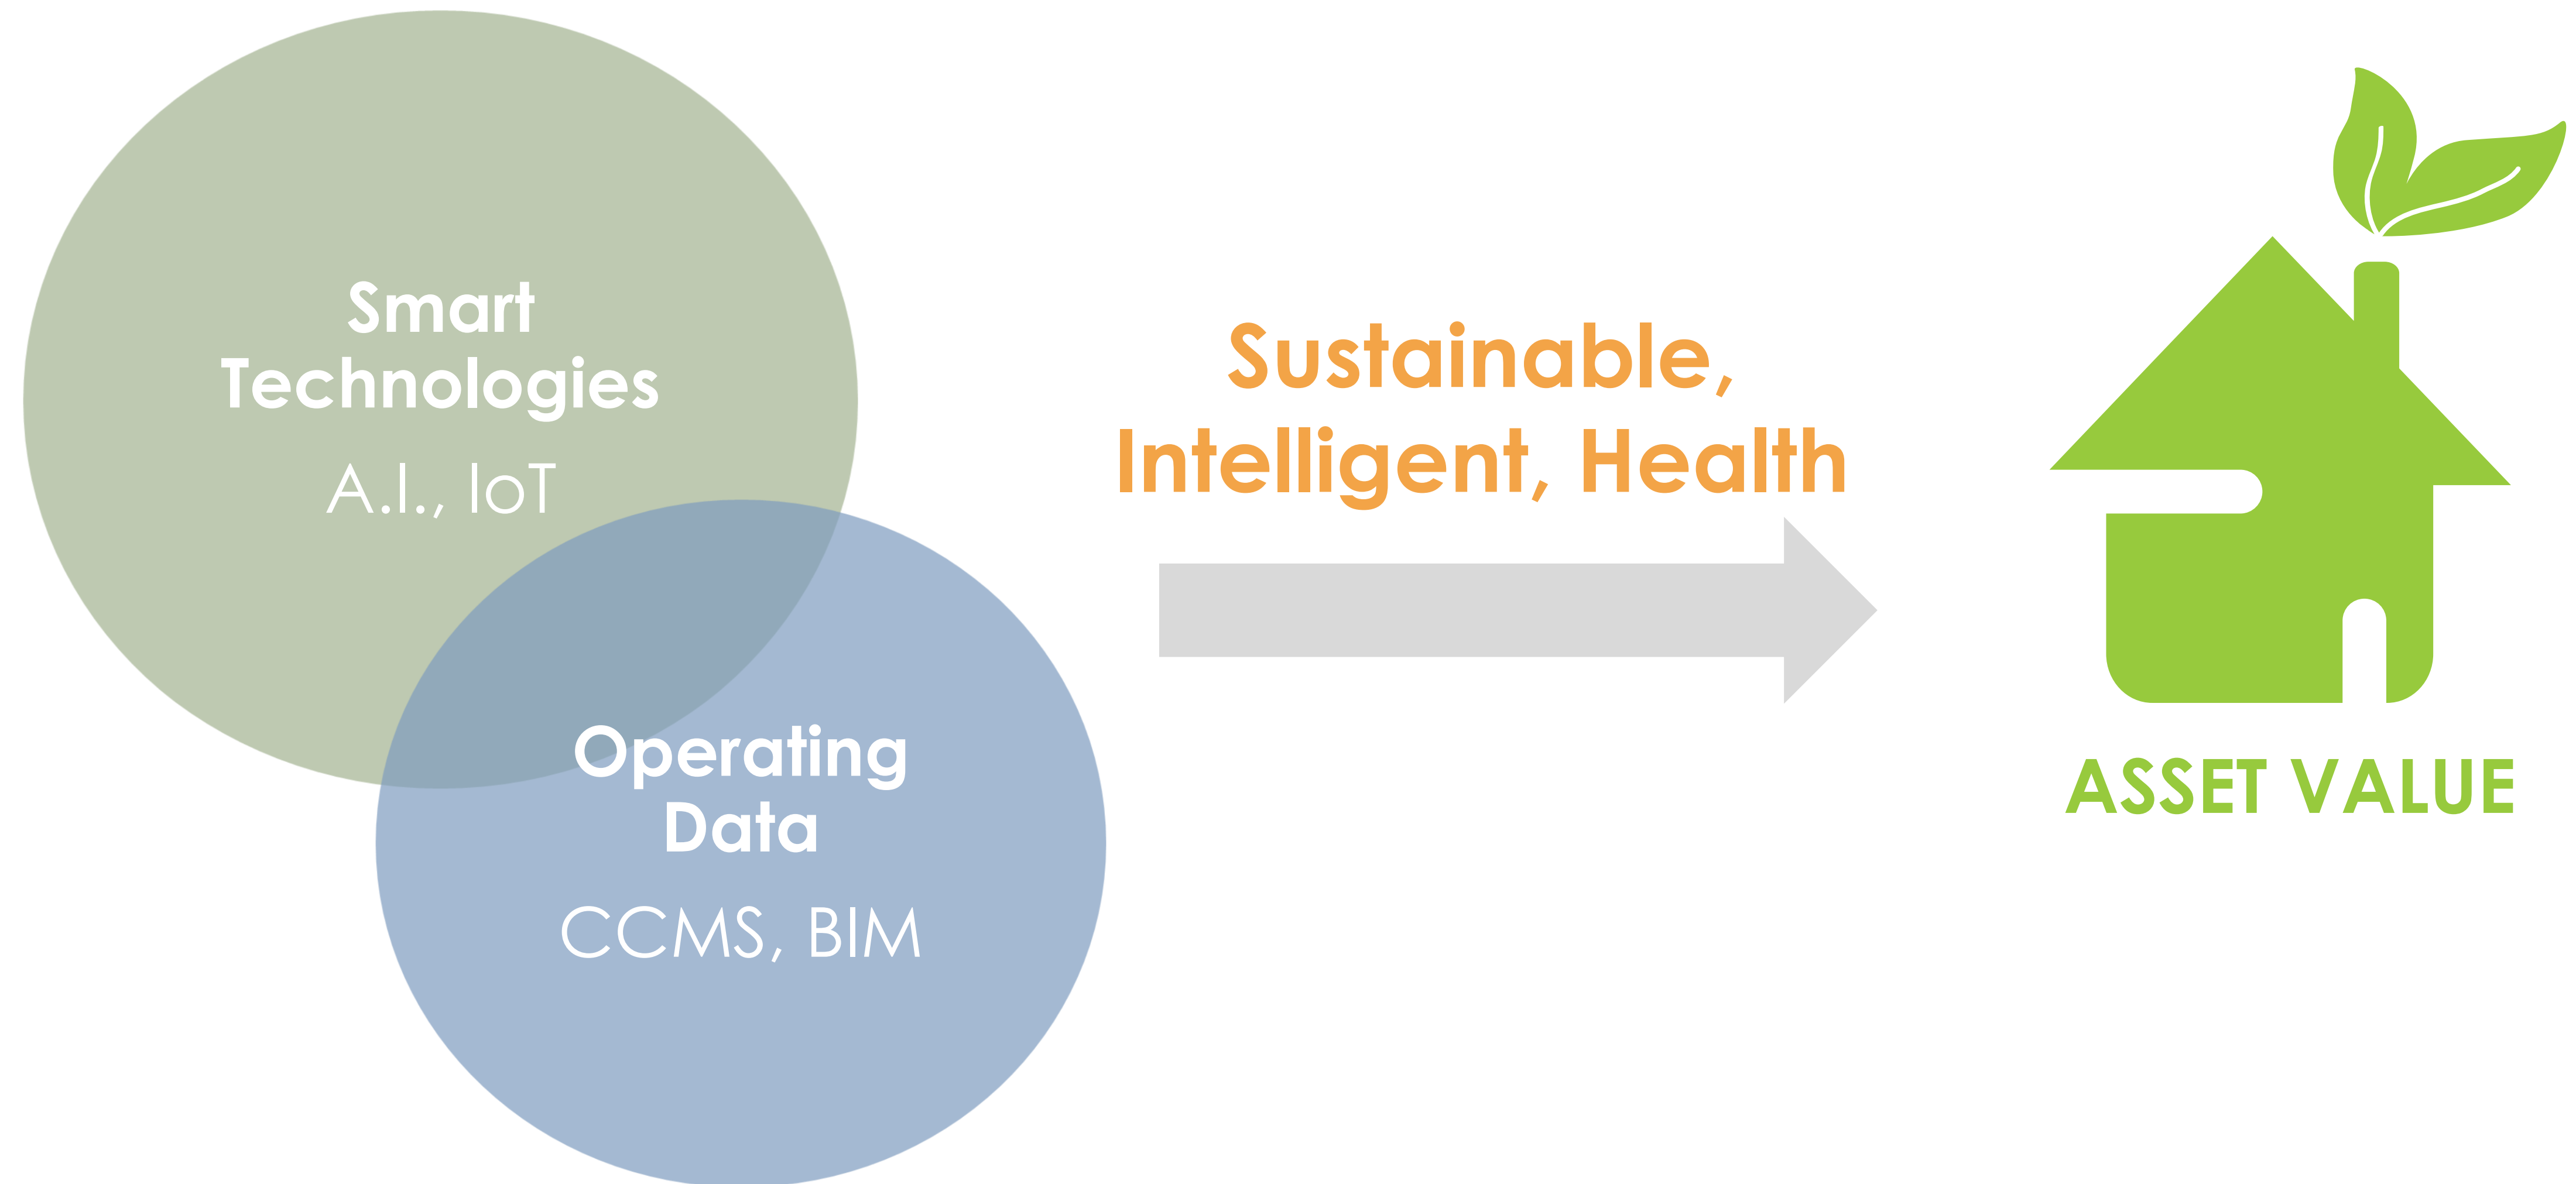 Smart
Technologies
A.I., IoT
Operating
Data
CCMS, BIM
Sustainable,
Intelligent, Health
ASSET VALUE